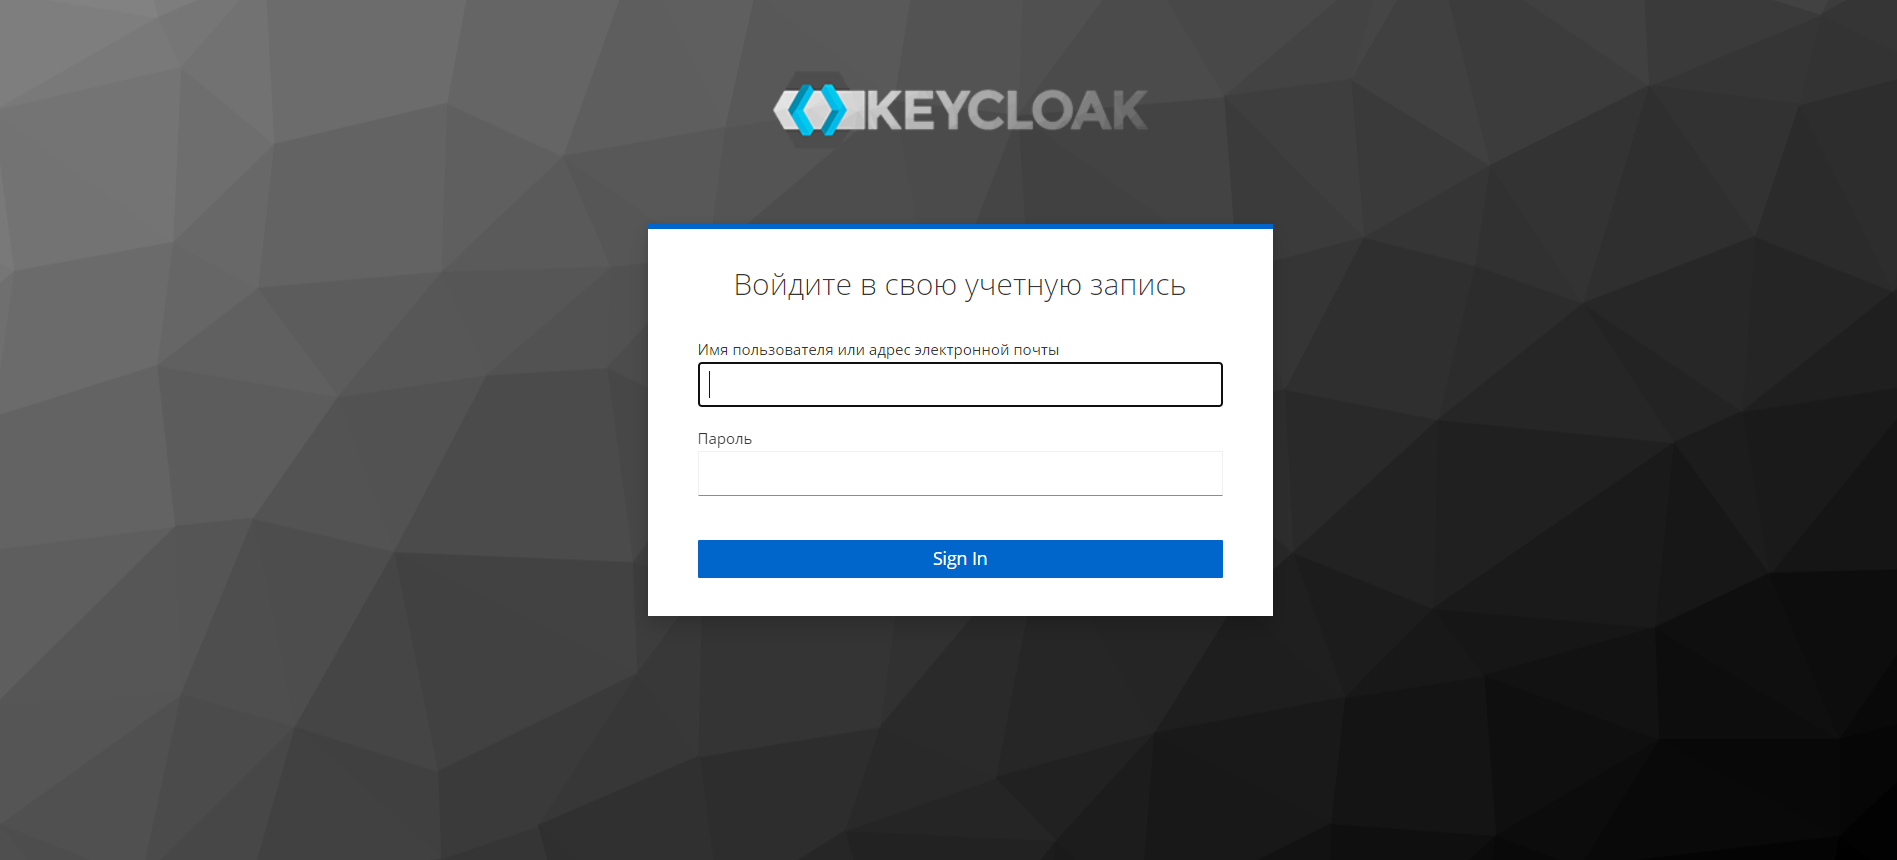 KEYCLOAK
Войдите в свою учетную запись
Имя пользователя или адрес электронной почты
Пароль
Sign In